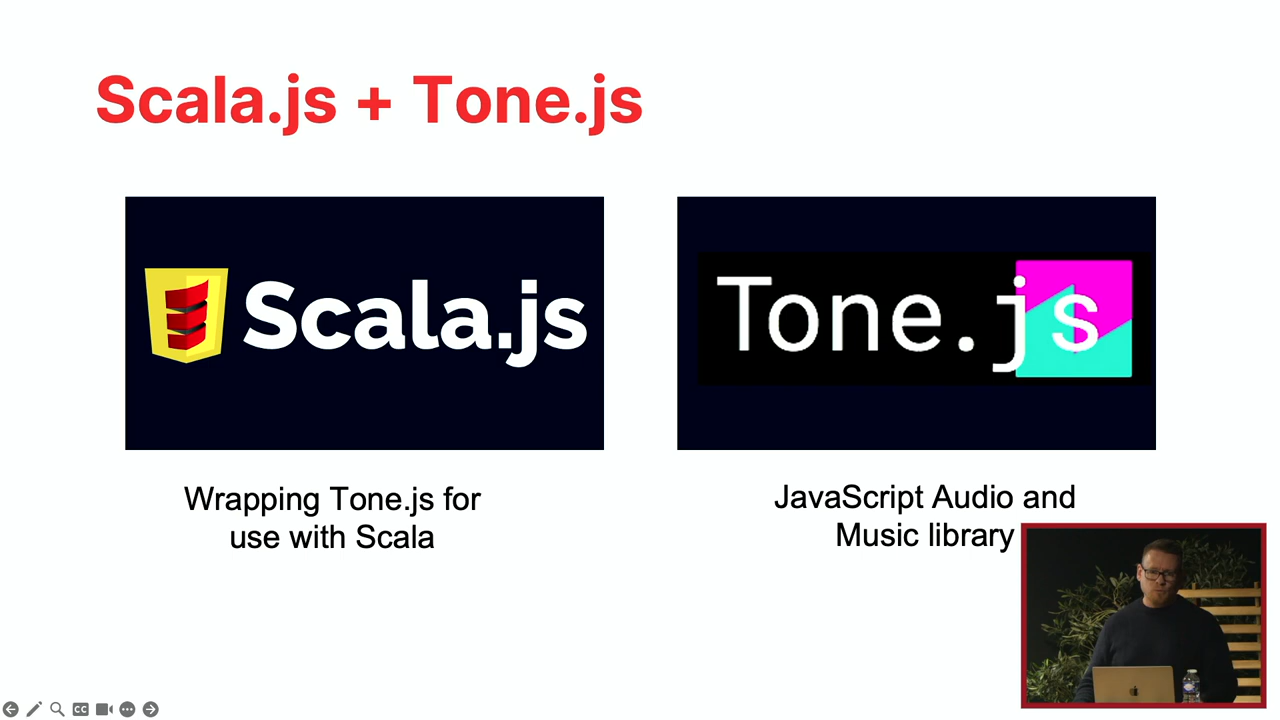 Scala.js + Tone.js
Scala.js
Tone.js
Wrapping Tone.js for
use with Scala
JavaScript Audio and
Music library
CC